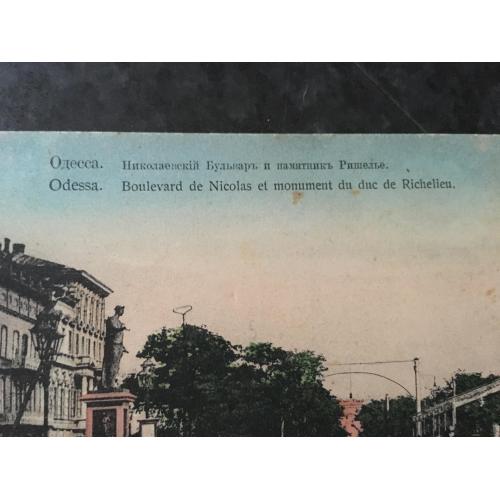 Одесса. Николаевскій Бульваръ и памятникъ Ришелье.
Odessa. Boulevard de Nicolas et monument du duc de Richelieu.